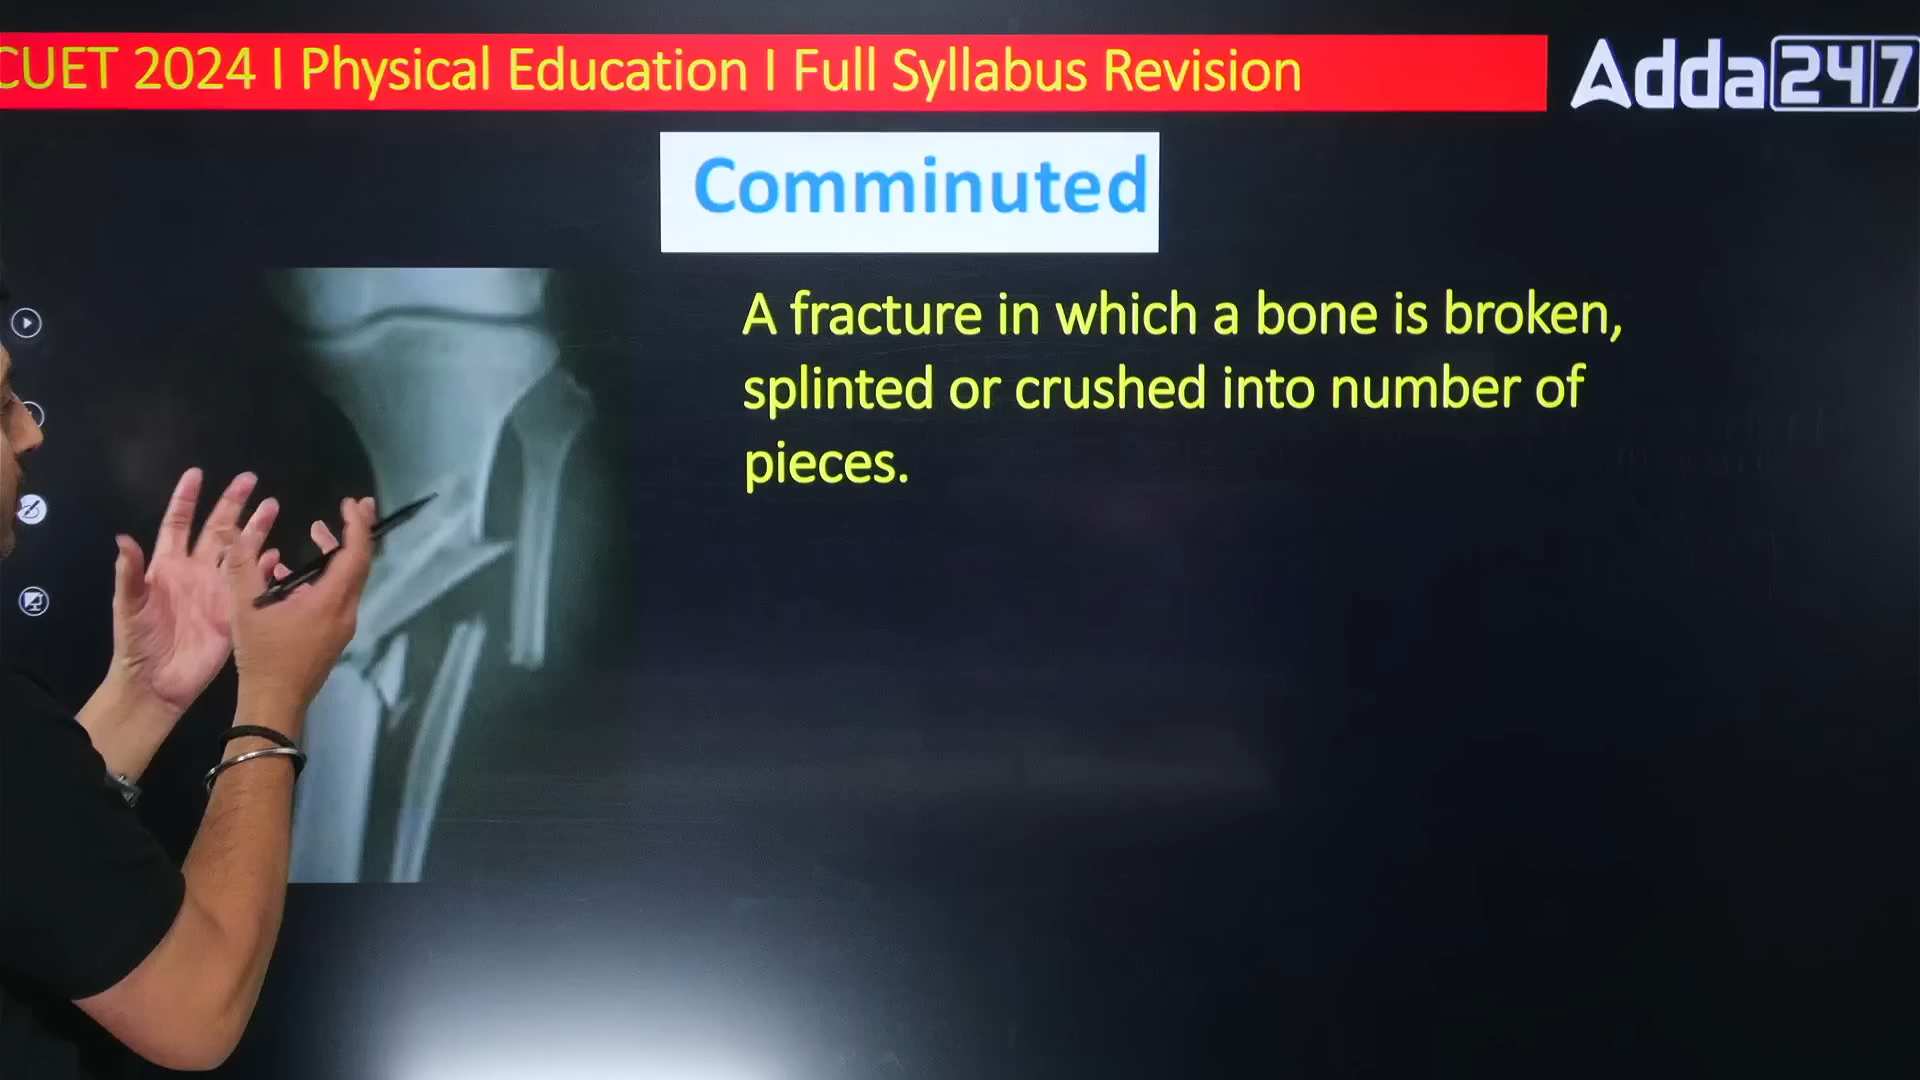 CUET 2024 I Physical Education I Full Syllabus Revision
Adda247
Comminuted
A fracture in which a bone is broken,
splinted or crushed into number of
pieces.